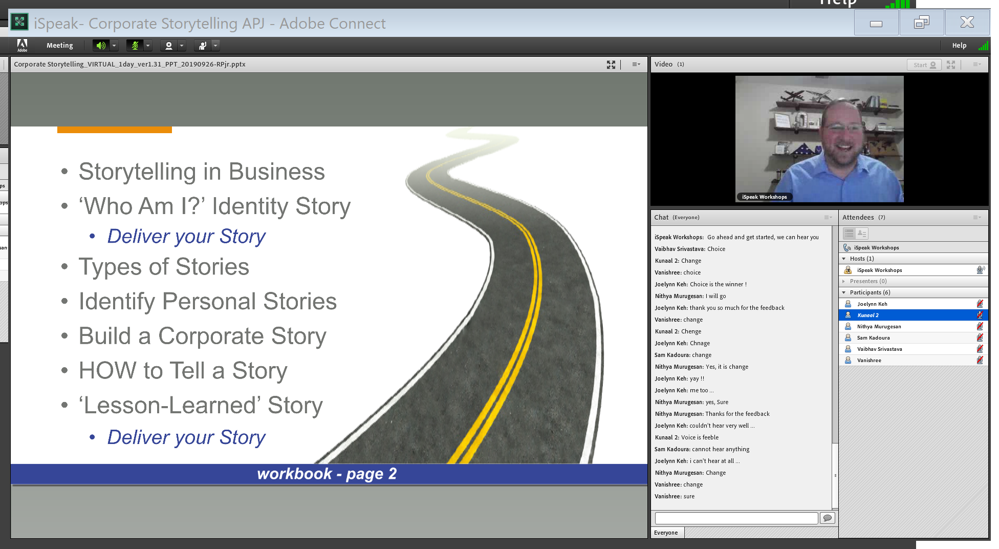 Help
iSpeak- Corporate Storytelling APJ - Adobe Connect
Adobe
Meeting
Help
Corporate Storytelling_VIRTUAL_1day_ver1.31_PPT_20190926-RPjr.pptx
• Storytelling in Business
• ‘Who Am I?’ Identity Story
• Deliver your Story
• Types of Stories
• Identify Personal Stories
• Build a Corporate Story
• HOW to Tell a Story
• ‘Lesson-Learned’ Story
• Deliver your Story
workbook - page 2
Video (1)
Start
iSpeak Workshops
Chat (Everyone)
iSpeak Workshops: Go ahead and get started, we can hear you
Vaibhav Srivastava: Choice
Kunaal 2: Change
Vanishree: choice
Joelynn Keh: Choice is the winner !
Nithya Murugesan: I will go
Joelynn Keh: thank you so much for the feedback
Vanishree: change
Kunaal 2: Chenge
Joelynn Keh: Chnage
Sam Kadoura: change
Nithya Murugesan: Yes, it is change
Joelynn Keh: yay !!
Joelynn Keh: me too ...
Nithya Murugesan: yes, Sure
Nithya Murugesan: Thanks for the feedback
Joelynn Keh: couldn't hear very well ...
Kunaal 2: Voice is feeble
Sam Kadoura: cannot hear anything
Joelynn Keh: i can't hear at all ...
Nithya Murugesan: Change
Vanishree: change
Vanishree: sure
Everyone
Attendees (7)
iSpeak Workshops
Hosts (1)
iSpeak Workshops
Presenters (0)
Participants (6)
Joelynn Keh
Kunaal 2
Nithya Murugesan
Sam Kadoura
Vaibhav Srivastava
Vanishree